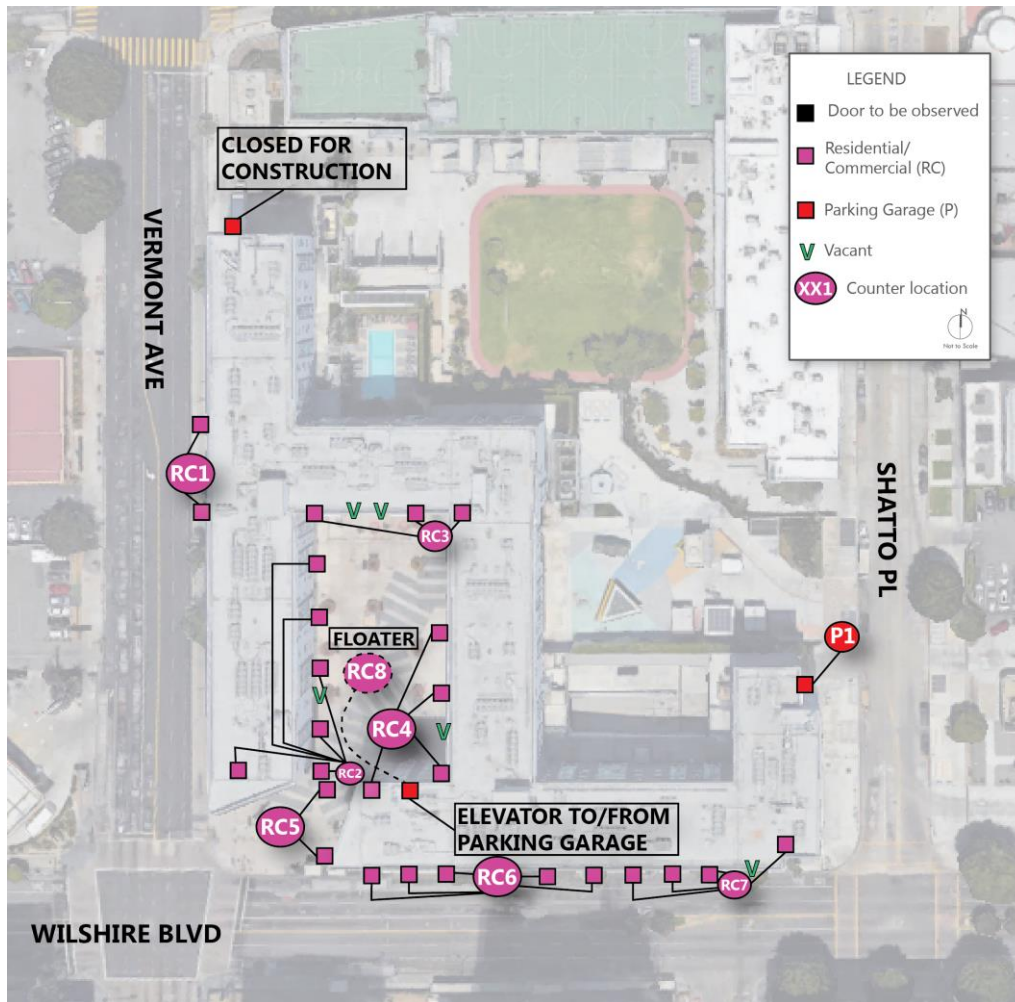 LEGEND
Door to be observed
Residential/
Commercial (RC)
Parking Garage (P)
V Vacant
XX1 Counter location
N
Not to Scale
CLOSED FOR
CONSTRUCTION
VERMONT AVE
SHATTO PL
RC1
V V
RC3
FLOATER
RC8
P1
V
RC4
V
RC2
RC5
ELEVATOR TO/FROM
PARKING GARAGE
RC6
V
RC7
WILSHIRE BLVD